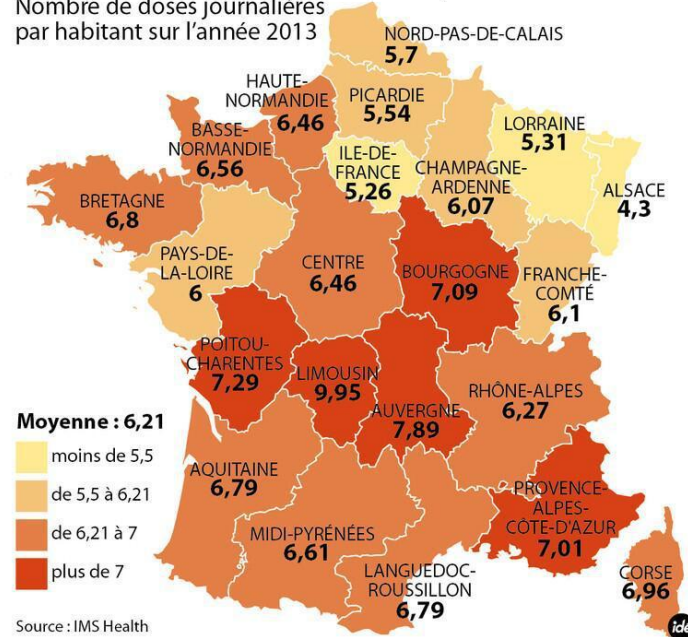 Nombre de doses journalières
par habitant sur l’année 2013
NORD-PAS-DE-CALAIS
5,7
HAUTE-
NORMANDIE
6,46
PICARDIE
5,54
BASSE-
NORMANDIE
6,56
LORRAINE
5,31
ILE-DE-
FRANCE
5,26
CHAMPAGNE-
ARDENNE
6,07
ALSACE
4,3
BRETAGNE
6,8
PAYS-DE-
LA-LOIRE
6
CENTRE
6,46
BOURGOGNE
7,09
FRANCHE-
COMTÉ
6,1
POITOU-
CHARENTES
7,29
LIMOUSIN
9,95
AUVERGNE
7,89
RHÔNE-ALPES
6,27
Moyenne : 6,21
moins de 5,5
de 5,5 à 6,21
de 6,21 à 7
plus de 7
AQUITAINE
6,79
MIDI-PYRÉNÉES
6,61
LANGUEDOC-
ROUSSILLON
6,79
PROVENCE-
ALPES-
CÔTE-D'AZUR
7,01
CORSE
6,96
Source : IMS Health
idé